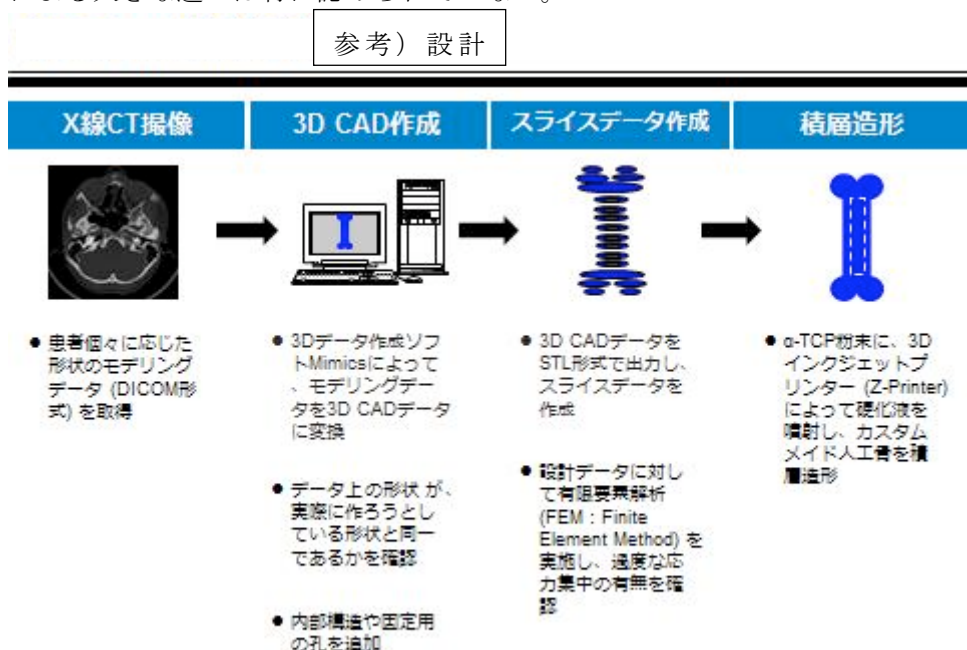 参考）設計
X線CT撮像
3D CAD作成
スライスデータ作成
積層造形
● 患者個々に応じた
形状のモデリング
データ (DICOM形
式) を取得
● 3Dデータ作成ソフ
トMimicsによって
、モデリングデー
タを3D CADデータ
に変換
● データ上の形状 が、
実際に作ろうとし
ている形状と同一
であるかを確認
● 内部構造や固定用
の孔を追加
● 3D CADデータを
STL形式で出力し、
スライスデータを
作成
● 設計データに対し
て有限要素解析
(FEM : Finite
Element Method) を
実施し、過度な応
力集中の有無を確
認
● α-TCP粉末に、3D
インクジェットプ
リンター (Z-Printer)
によって硬化液を
噴射し、カスタム
メイド人工骨を積
層造形